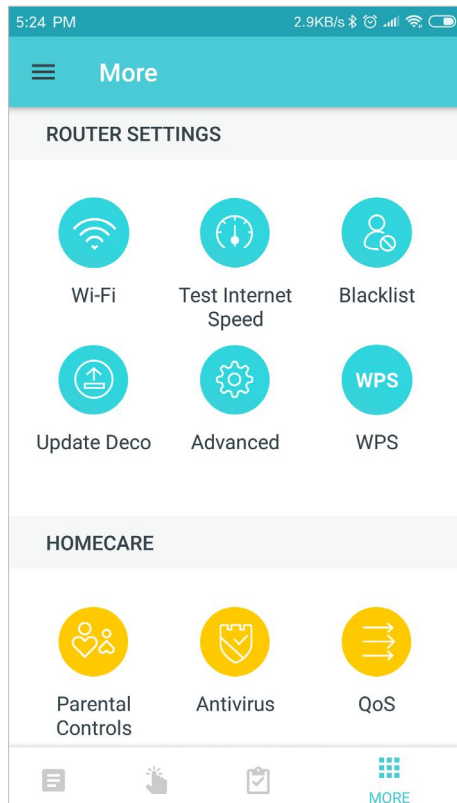 5:24 PM 2.9KB/s
More
ROUTER SETTINGS
Wi-Fi Test Internet Speed Blacklist
Update Deco Advanced WPS WPS
HOMECARE
Parental Controls Antivirus QoS
MORE